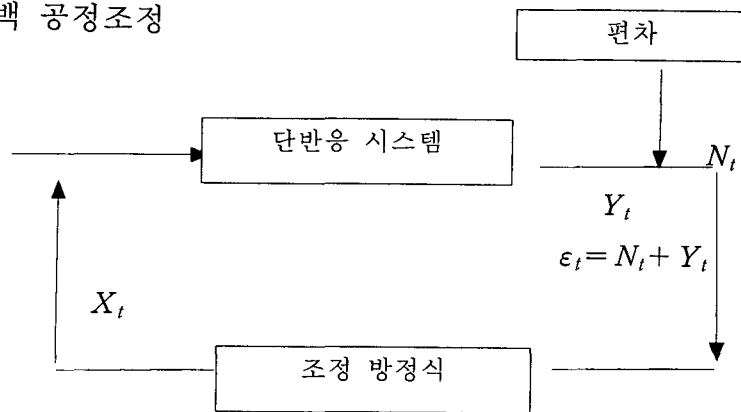 백 공정조정
편차
단반응 시스템
N_t
Y_t
ε_t = N_t + Y_t
X_t
조정 방정식